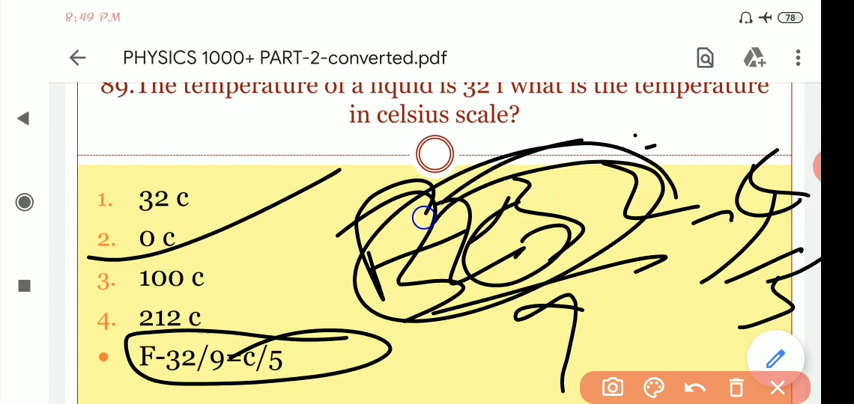 8:49 PM
78
PHYSICS 1000+ PART-2-converted.pdf
89.The temperature of a liquid is 32 f what is the temperature
in celsius scale?
1. 32 c
2. 0 c
3. 100 c
4. 212 c
• F-32/9=c/5